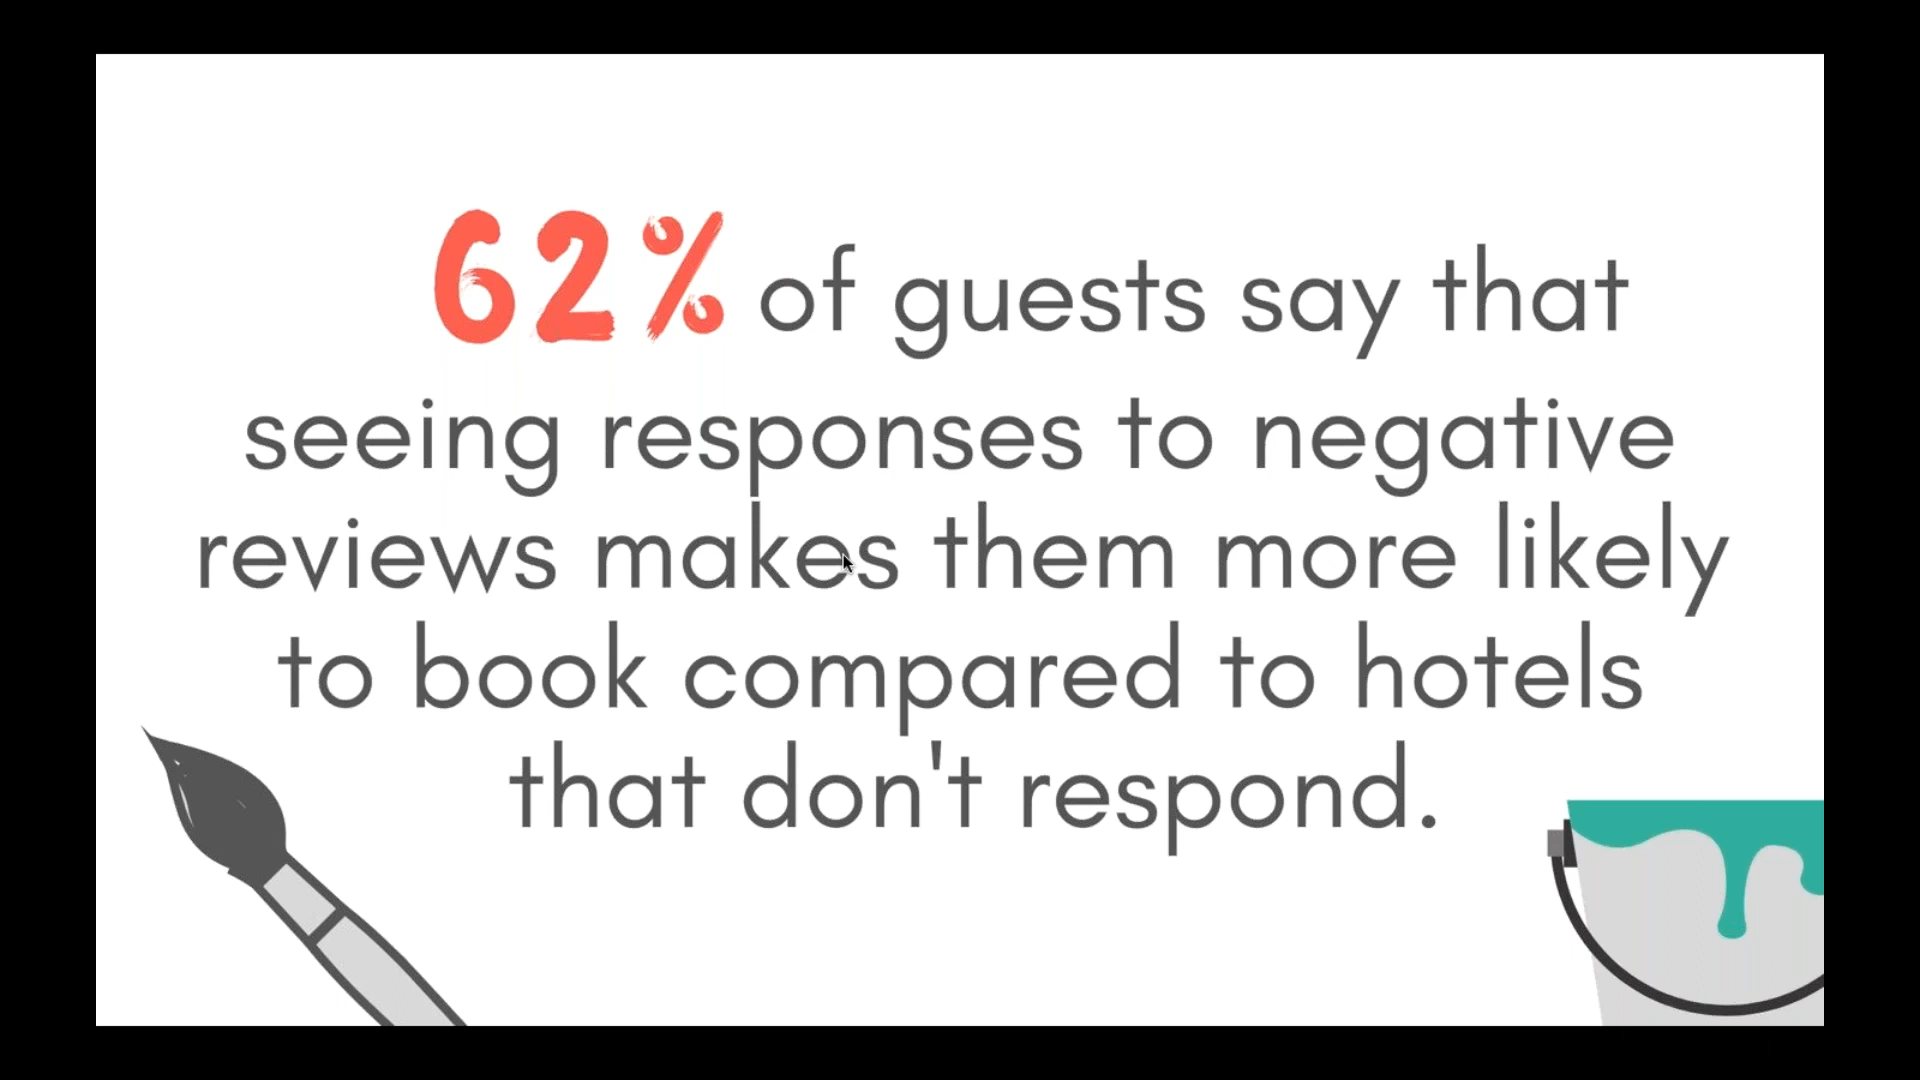 62% of guests say that
seeing responses to negative
reviews makes them more likely
to book compared to hotels
that don't respond.